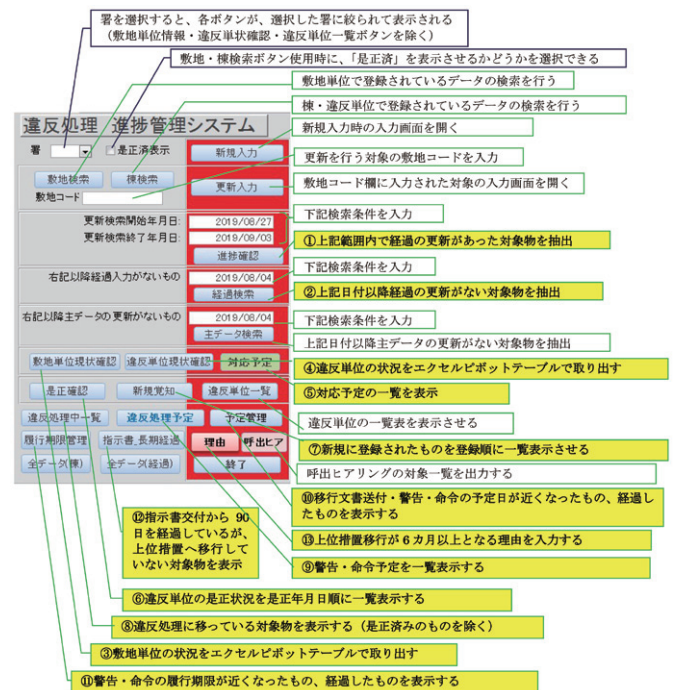 署を選択すると、各ボタンが、選択した署に絞られて表示される
（敷地単位情報・違反単状確認・違反単位一覧ボタンを除く）
敷地・棟検索ボタン使用時に、「是正済」を表示させるかどうかを選択できる
敷地単位で登録されているデータの検索を行う
棟・違反単位で登録されているデータの検索を行う
違反処理 進捗管理システム
新規入力時の入力画面を開く
署
是正済表示
新規入力
更新を行う対象の敷地コードを入力
敷地検索
棟検索
更新入力
敷地コード欄に入力された対象の入力画面を開く
敷地コード
下記検索条件を入力
更新検索開始年月日:
2019/08/27
更新検索終了年月日:
2019/09/03
①上記範囲内で経過の更新があった対象物を抽出
進捗確認
下記検索条件を入力
右記以降経過入力がないもの
2019/08/04
経過検索
②上記日付以降経過の更新がない対象物を抽出
右記以降主データの更新がないもの
2019/08/04
下記検索条件を入力
主データ検索
上記日付以降主データの更新がない対象物を抽出
敷地単位現状確認
違反単位現状確認
対応予定
④違反単位の状況をエクセルピボットテーブルで取り出す
是正確認
新規覚知
違反単位一覧
⑤対応予定の一覧を表示
違反処理中一覧
違反処理予定
予定管理
違反単位の一覧表を表示させる
履行期限管理
指示書_長期経過
理由
呼出ヒア
⑦新規に登録されたものを登録順に一覧表示させる
全データ(棟)
全データ(経過)
終了
呼出ヒアリングの対象一覧を出力する
⑩移行文書送付・警告・命令の予定日が近くなったもの、経過し
たものを表示する
⑫指示書交付から 90
日を経過しているが、
上位措置へ移行して
いない対象物を表示
⑬上位措置移行が 6 カ月以上となる理由を入力する
⑨警告・命令予定を一覧表示する
⑥違反単位の是正状況を是正年月日順に一覧表示する
⑧違反処理に移っている対象物を表示する（是正済みのものを除く）
③敷地単位の状況をエクセルピボットテーブルで取り出す
⑪警告・命令の履行期限が近くなったもの、経過したものを表示する